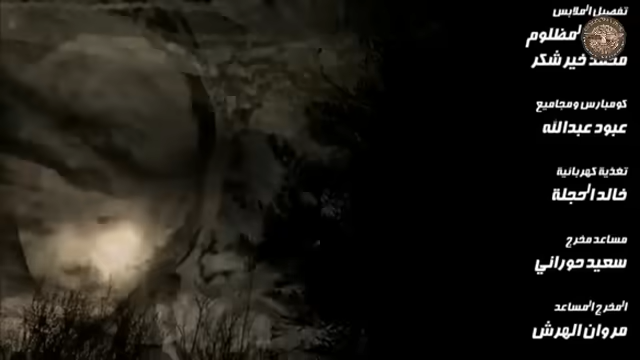 تفصيل الملابس
المظلوم
محمد خير شكر
كومبارس ومجاميع
عبود عبدالله
تغذية كهربائية
خالد الحجلة
مساعد مخرج
سعيد حوراني
المخرج المساعد
مروان الهرش